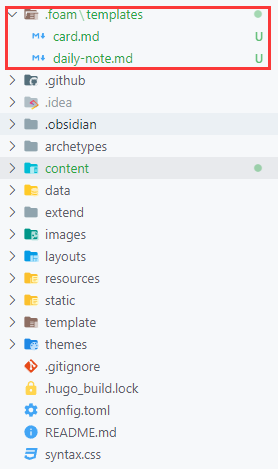 .foam\templates
card.md U
daily-note.md U
.github
.idea
.obsidian
archetypes
content
data
extend
images
layouts
resources
static
template
themes
.gitignore
.hugo_build.lock
config.toml
README.md
syntax.css